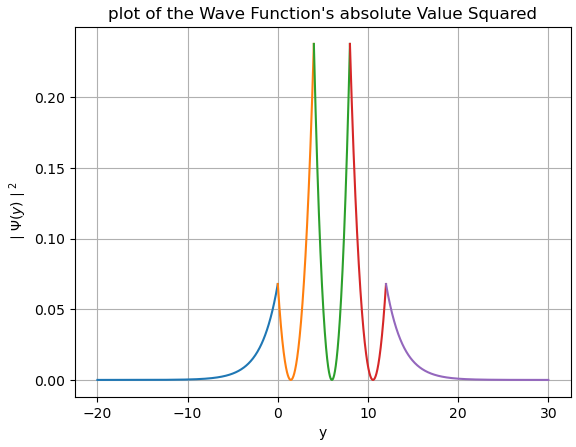 plot of the Wave Function's absolute Value Squared
| Ψ(y) | ²
0.20
0.15
0.10
0.05
0.00
−20 −10 0 10 20 30
y